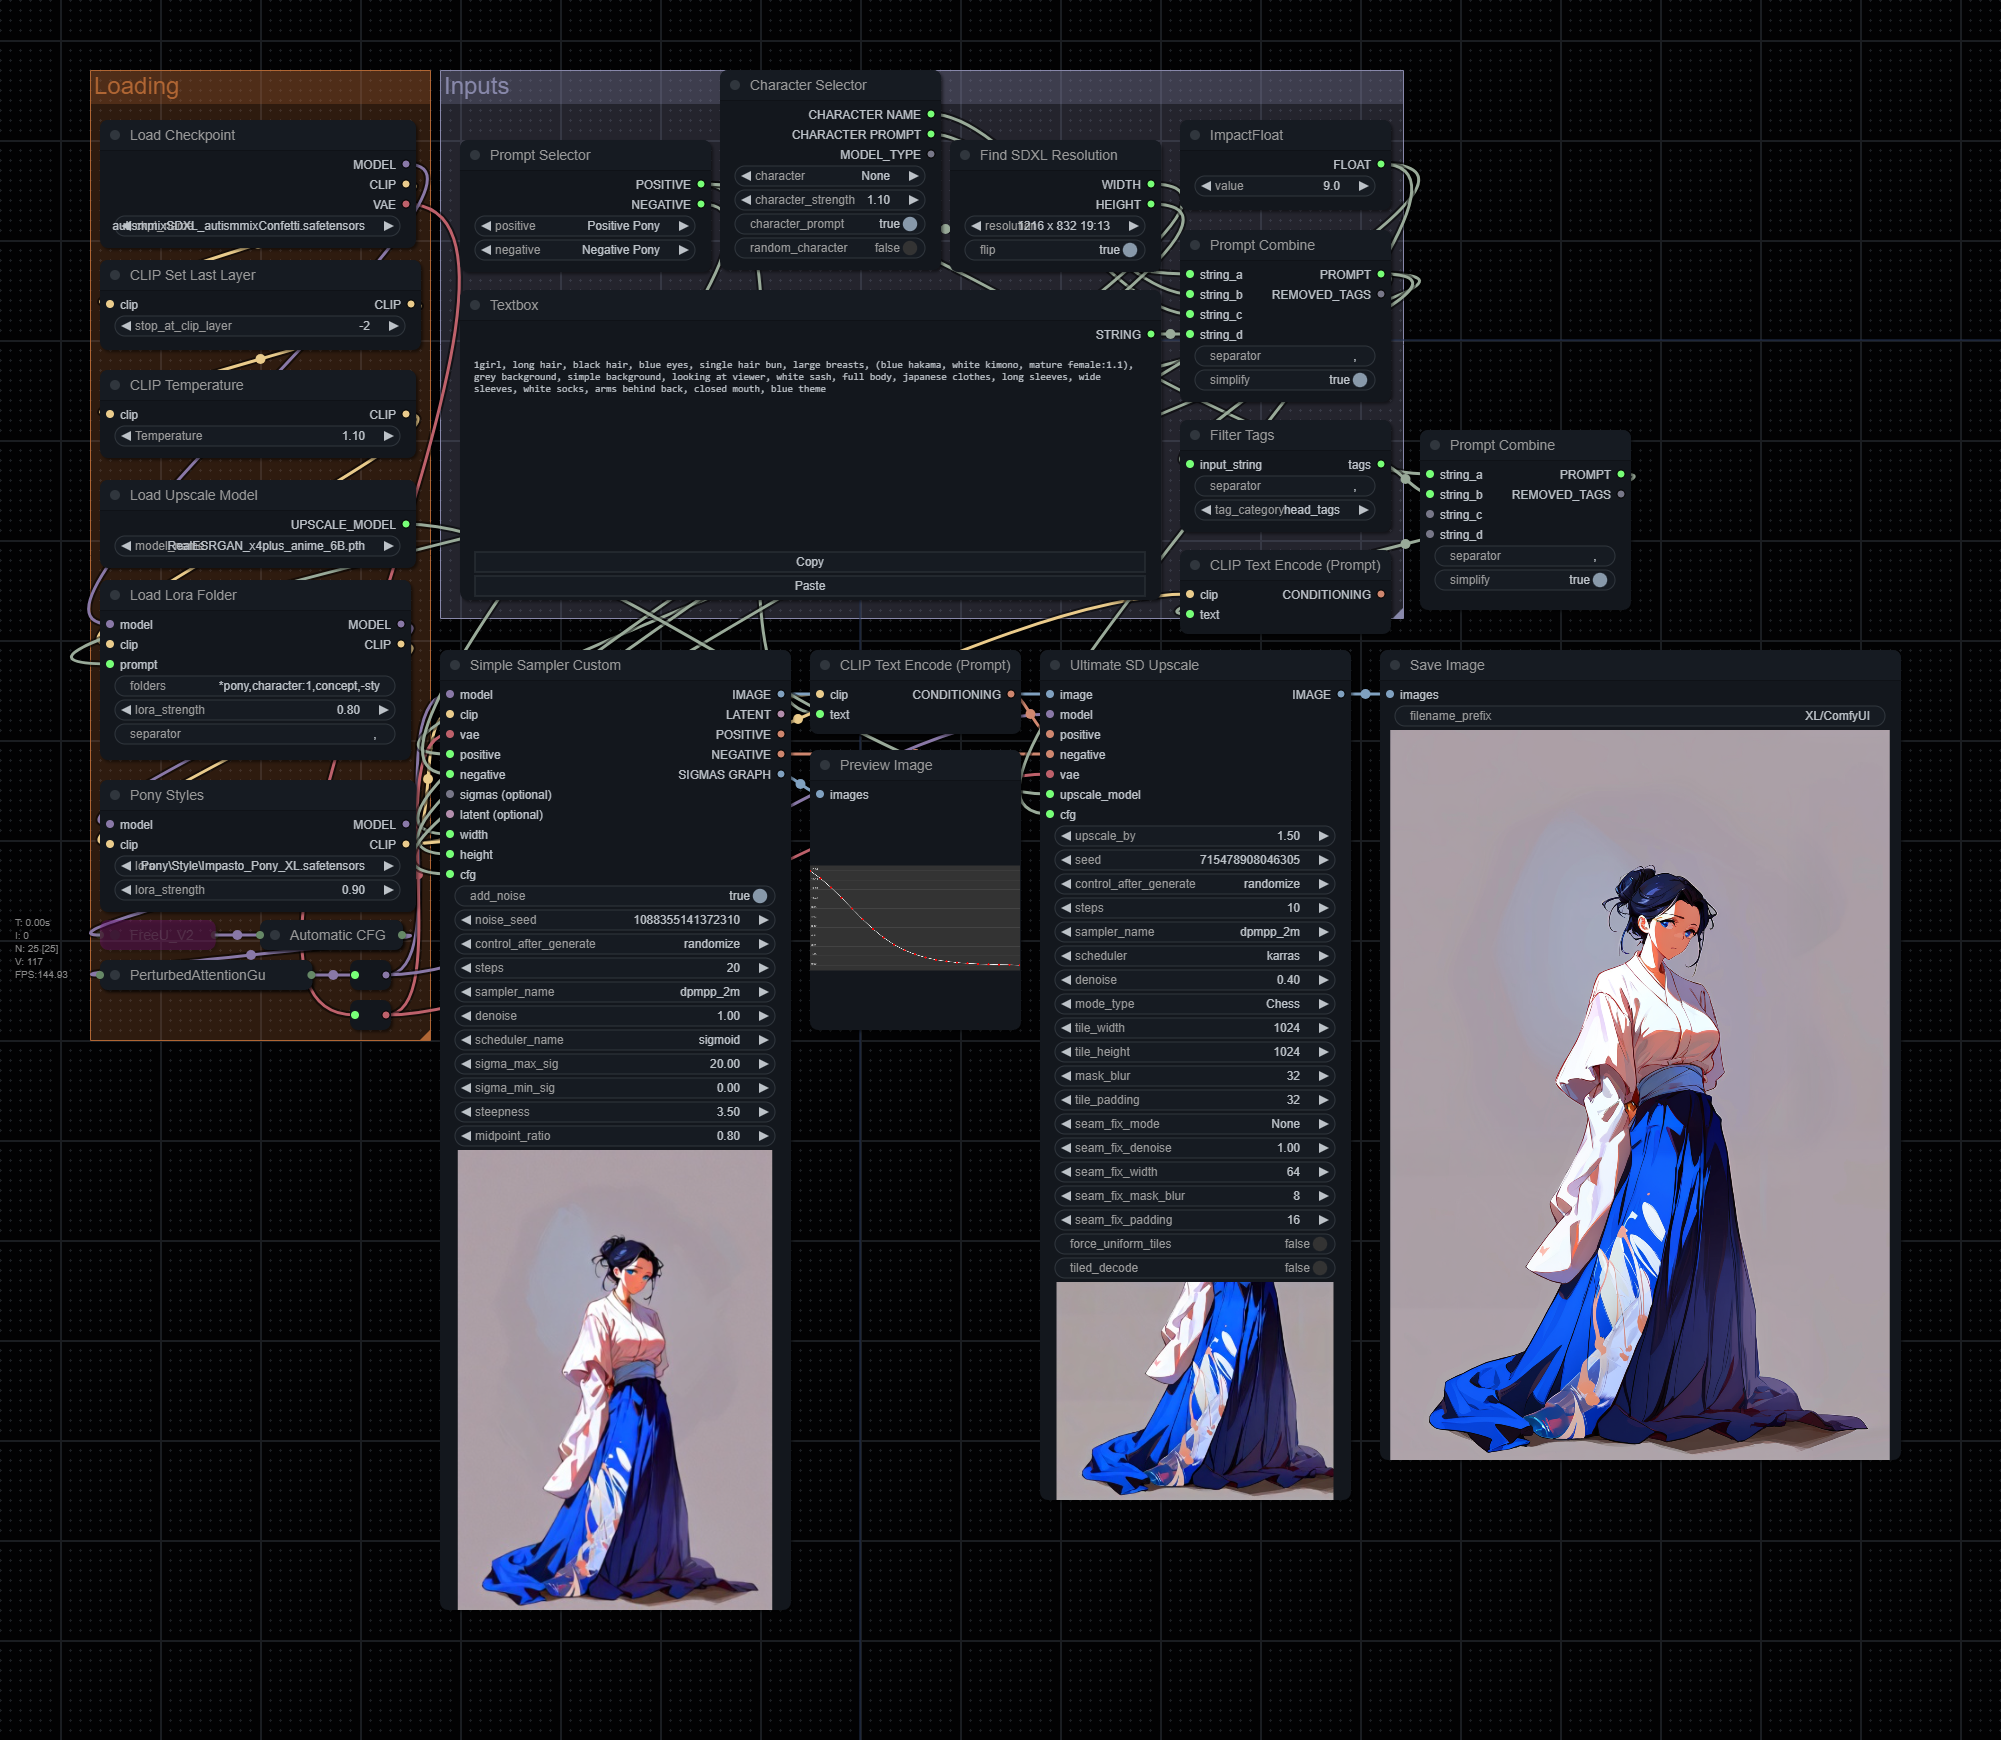 Loading
Load Checkpoint
MODEL
CLIP
VAE
autismmixSDXL_autismmixConfetti.safetensors
CLIP Set Last Layer
clip CLIP
stop_at_clip_layer -2
CLIP Temperature
clip CLIP
Temperature 1.10
Load Upscale Model
UPSCALE_MODEL
RealESRGAN_x4plus_anime_6B.pth
Load Lora Folder
model MODEL
clip CLIP
prompt
folders *pony,character:1,concept,-sty
lora_strength 0.80
separator ,
Pony Styles
model MODEL
clip CLIP
Pony\Style\Impasto_Pony_XL.safetensors
lora_strength 0.90
FreeU_V2
Automatic CFG
PerturbedAttentionGu
T: 0.00s
I: 0
N: 25 [25]
V: 117
FPS:144.93
Inputs
Prompt Selector
POSITIVE
NEGATIVE
positive Positive Pony
negative Negative Pony
Character Selector
CHARACTER NAME
CHARACTER PROMPT
MODEL_TYPE
character None
character_strength 1.10
character_prompt true
random_character false
Find SDXL Resolution
WIDTH
HEIGHT
1216 x 832 19:13
flip true
ImpactFloat
FLOAT
value 9.0
Prompt Combine
string_a PROMPT
string_b REMOVED_TAGS
string_c
string_d
separator ,
simplify true
Textbox
STRING
1girl, long hair, black hair, blue eyes, single hair bun, large breasts, (blue hakama, white kimono, mature female:1.1),
grey background, simple background, looking at viewer, white sash, full body, japanese clothes, long sleeves, wide
sleeves, white socks, arms behind back, closed mouth, blue theme
Copy
Paste
Filter Tags
input_string tags
separator ,
tag_category head_tags
CLIP Text Encode (Prompt)
clip CONDITIONING
text
Prompt Combine
string_a PROMPT
string_b REMOVED_TAGS
string_c
string_d
separator ,
simplify true
Simple Sampler Custom
model IMAGE
clip LATENT
vae POSITIVE
positive NEGATIVE
negative SIGMAS GRAPH
sigmas (optional)
latent (optional)
width
height
cfg
add_noise true
noise_seed 1088355141372310
control_after_generate randomize
steps 20
sampler_name dpmpp_2m
denoise 1.00
scheduler_name sigmoid
sigma_max_sig 20.00
sigma_min_sig 0.00
steepness 3.50
midpoint_ratio 0.80
CLIP Text Encode (Prompt)
clip CONDITIONING
text
Preview Image
images
Ultimate SD Upscale
image IMAGE
model
positive
negative
vae
upscale_model
cfg
upscale_by 1.50
seed 715478908046305
control_after_generate randomize
steps 10
sampler_name dpmpp_2m
scheduler karras
denoise 0.40
mode_type Chess
tile_width 1024
tile_height 1024
mask_blur 32
tile_padding 32
seam_fix_mode None
seam_fix_denoise 1.00
seam_fix_width 64
seam_fix_mask_blur 8
seam_fix_padding 16
force_uniform_tiles false
tiled_decode false
Save Image
images
filename_prefix XL/ComfyUI